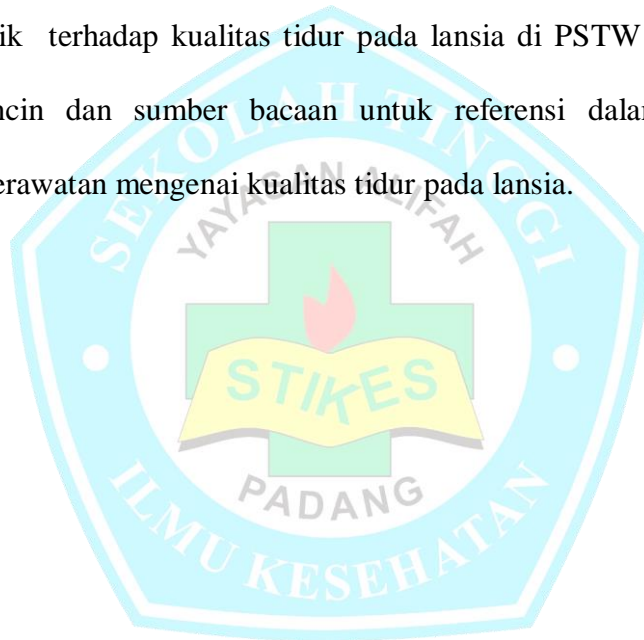 ik terhadap kualitas tidur pada lansia di PSTW
ncin dan sumber bacaan untuk referensi dalam
erawatan mengenai kualitas tidur pada lansia.
SEKOLAH TINGGI
YAYASAN ALIFAH
STIKES
PADANG
ILMU KESEHATAN